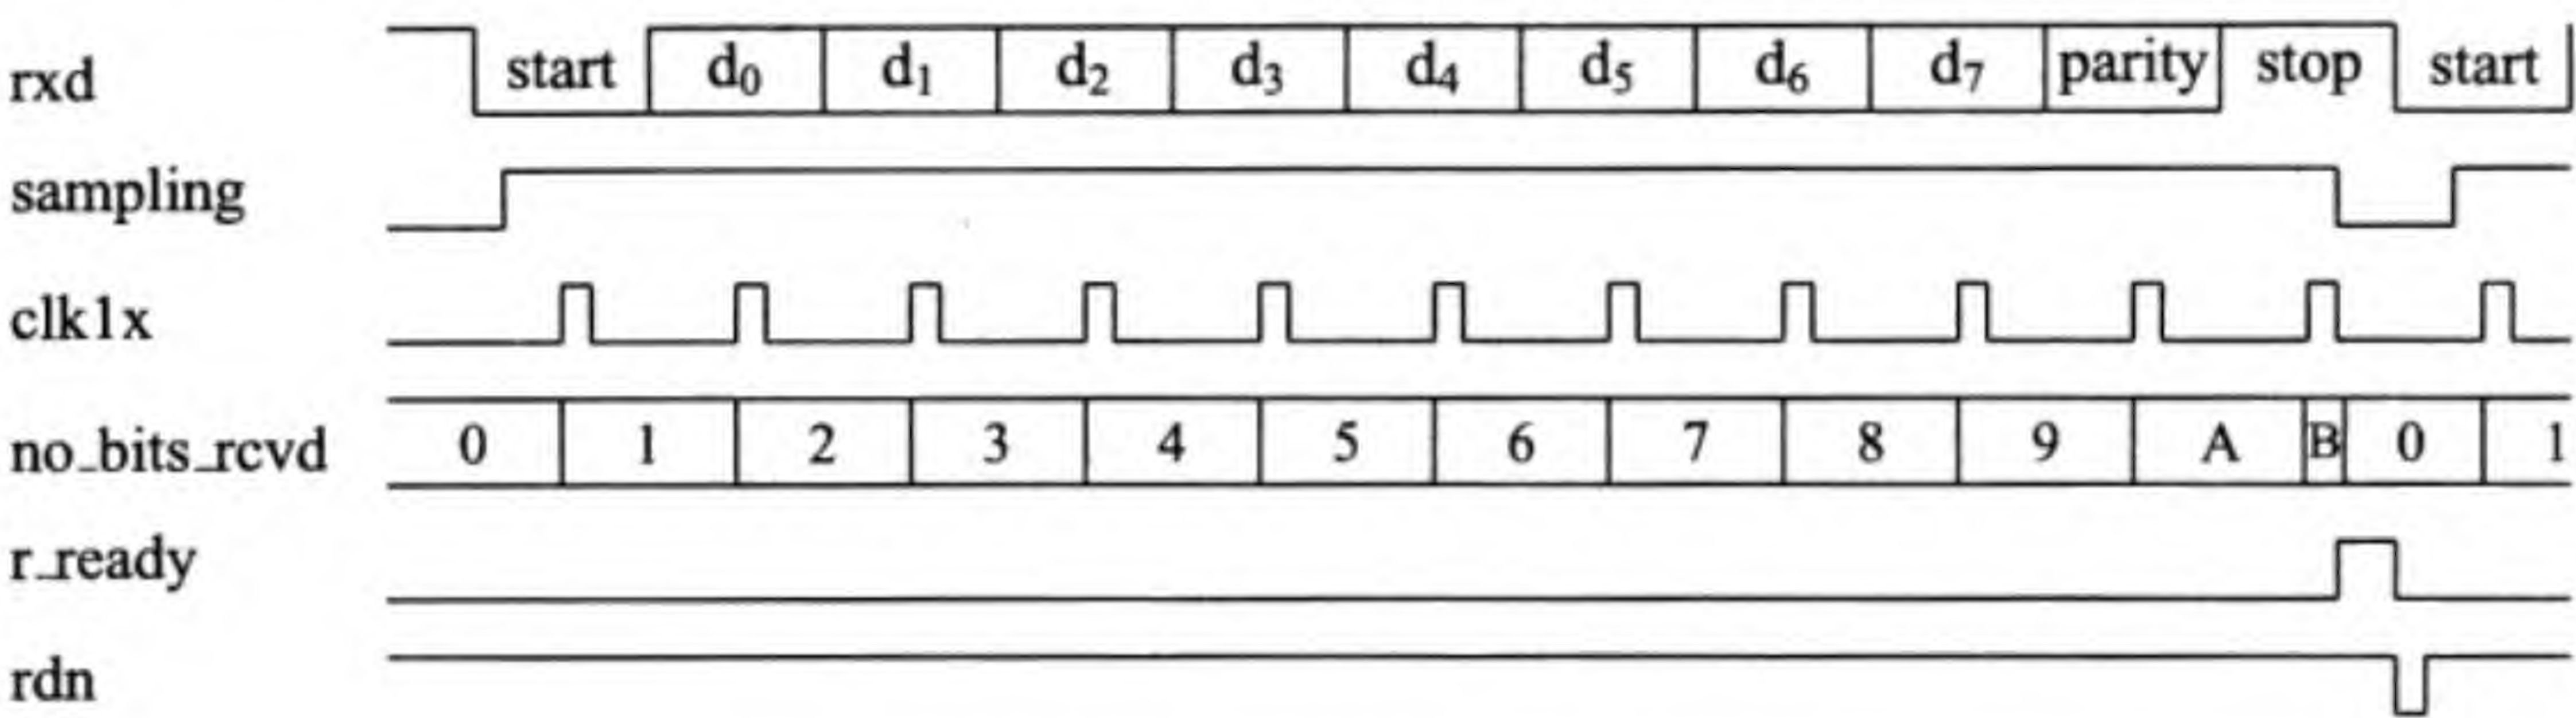 rxd start d₀ d₁ d₂ d₃ d₄ d₅ d₆ d₇ parity stop start
sampling
clk1x
no_bits_rcvd 0 1 2 3 4 5 6 7 8 9 A B 0 1
r_ready
rdn